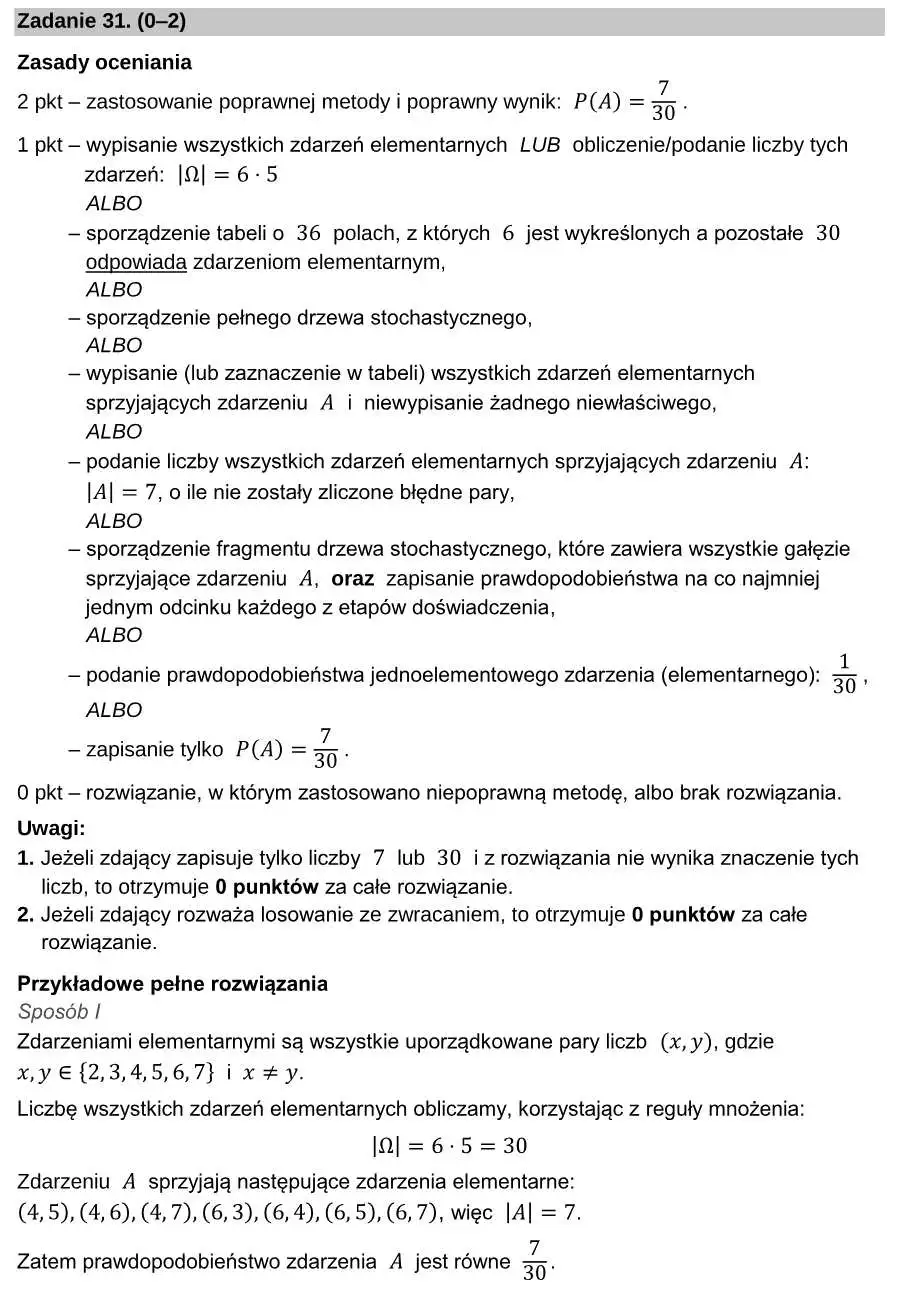 Zadanie 31. (0–2)
Zasady oceniania
2 pkt – zastosowanie poprawnej metody i poprawny wynik: P(A) = 7/30 .
1 pkt – wypisanie wszystkich zdarzeń elementarnych LUB obliczenie/podanie liczby tych
zdarzeń: |Ω| = 6 · 5
ALBO
– sporządzenie tabeli o 36 polach, z których 6 jest wykreślonych a pozostałe 30
odpowiada zdarzeniom elementarnym,
ALBO
– sporządzenie pełnego drzewa stochastycznego,
ALBO
– wypisanie (lub zaznaczenie w tabeli) wszystkich zdarzeń elementarnych
sprzyjających zdarzeniu A i niewypisanie żadnego niewłaściwego,
ALBO
– podanie liczby wszystkich zdarzeń elementarnych sprzyjających zdarzeniu A:
|A| = 7, o ile nie zostały zliczone błędne pary,
ALBO
– sporządzenie fragmentu drzewa stochastycznego, które zawiera wszystkie gałęzie
sprzyjające zdarzeniu A, oraz zapisanie prawdopodobieństwa na co najmniej
jednym odcinku każdego z etapów doświadczenia,
ALBO
– podanie prawdopodobieństwa jednoelementowego zdarzenia (elementarnego): 1/30 ,
ALBO
– zapisanie tylko P(A) = 7/30 .
0 pkt – rozwiązanie, w którym zastosowano niepoprawną metodę, albo brak rozwiązania.
Uwagi:
1. Jeżeli zdający zapisuje tylko liczby 7 lub 30 i z rozwiązania nie wynika znaczenie tych
liczb, to otrzymuje 0 punktów za całe rozwiązanie.
2. Jeżeli zdający rozważa losowanie ze zwracaniem, to otrzymuje 0 punktów za całe
rozwiązanie.
Przykładowe pełne rozwiązania
Sposób I
Zdarzeniami elementarnymi są wszystkie uporządkowane pary liczb (x, y), gdzie
x, y ∈ {2, 3, 4, 5, 6, 7} i x ≠ y.
Liczbę wszystkich zdarzeń elementarnych obliczamy, korzystając z reguły mnożenia:
|Ω| = 6 · 5 = 30
Zdarzeniu A sprzyjają następujące zdarzenia elementarne:
(4, 5), (4, 6), (4, 7), (6, 3), (6, 4), (6, 5), (6, 7), więc |A| = 7.
Zatem prawdopodobieństwo zdarzenia A jest równe 7/30 .